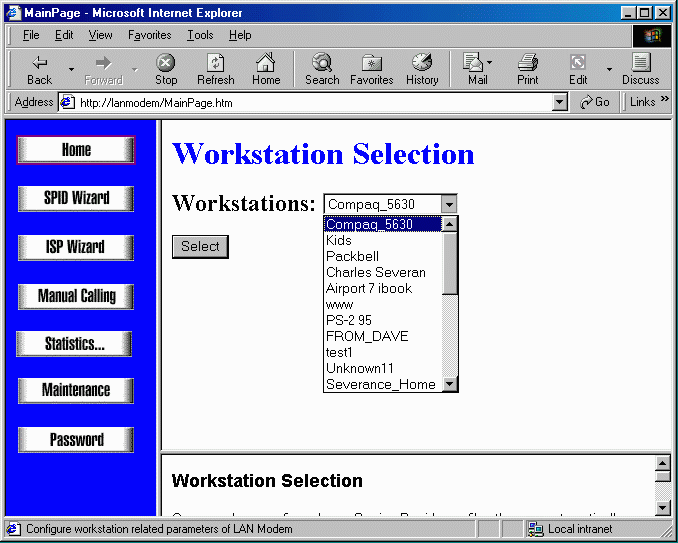 MainPage - Microsoft Internet Explorer
File Edit View Favorites Tools Help
Back Forward Stop Refresh Home Search Favorites History Mail Print Edit Discuss
Address http://lanmodem/MainPage.htm Go Links »
Home
SPID Wizard
ISP Wizard
Manual Calling
Statistics...
Maintenance
Password
Workstation Selection
Workstations: Compaq_5630
Select
Compaq_5630
Kids
Packbell
Charles Severan
Airport 7 ibook
www
PS-2 95
FROM_DAVE
test1
Unknown11
Severance_Home
Workstation Selection
Configure workstation related parameters of LAN Modem Local intranet